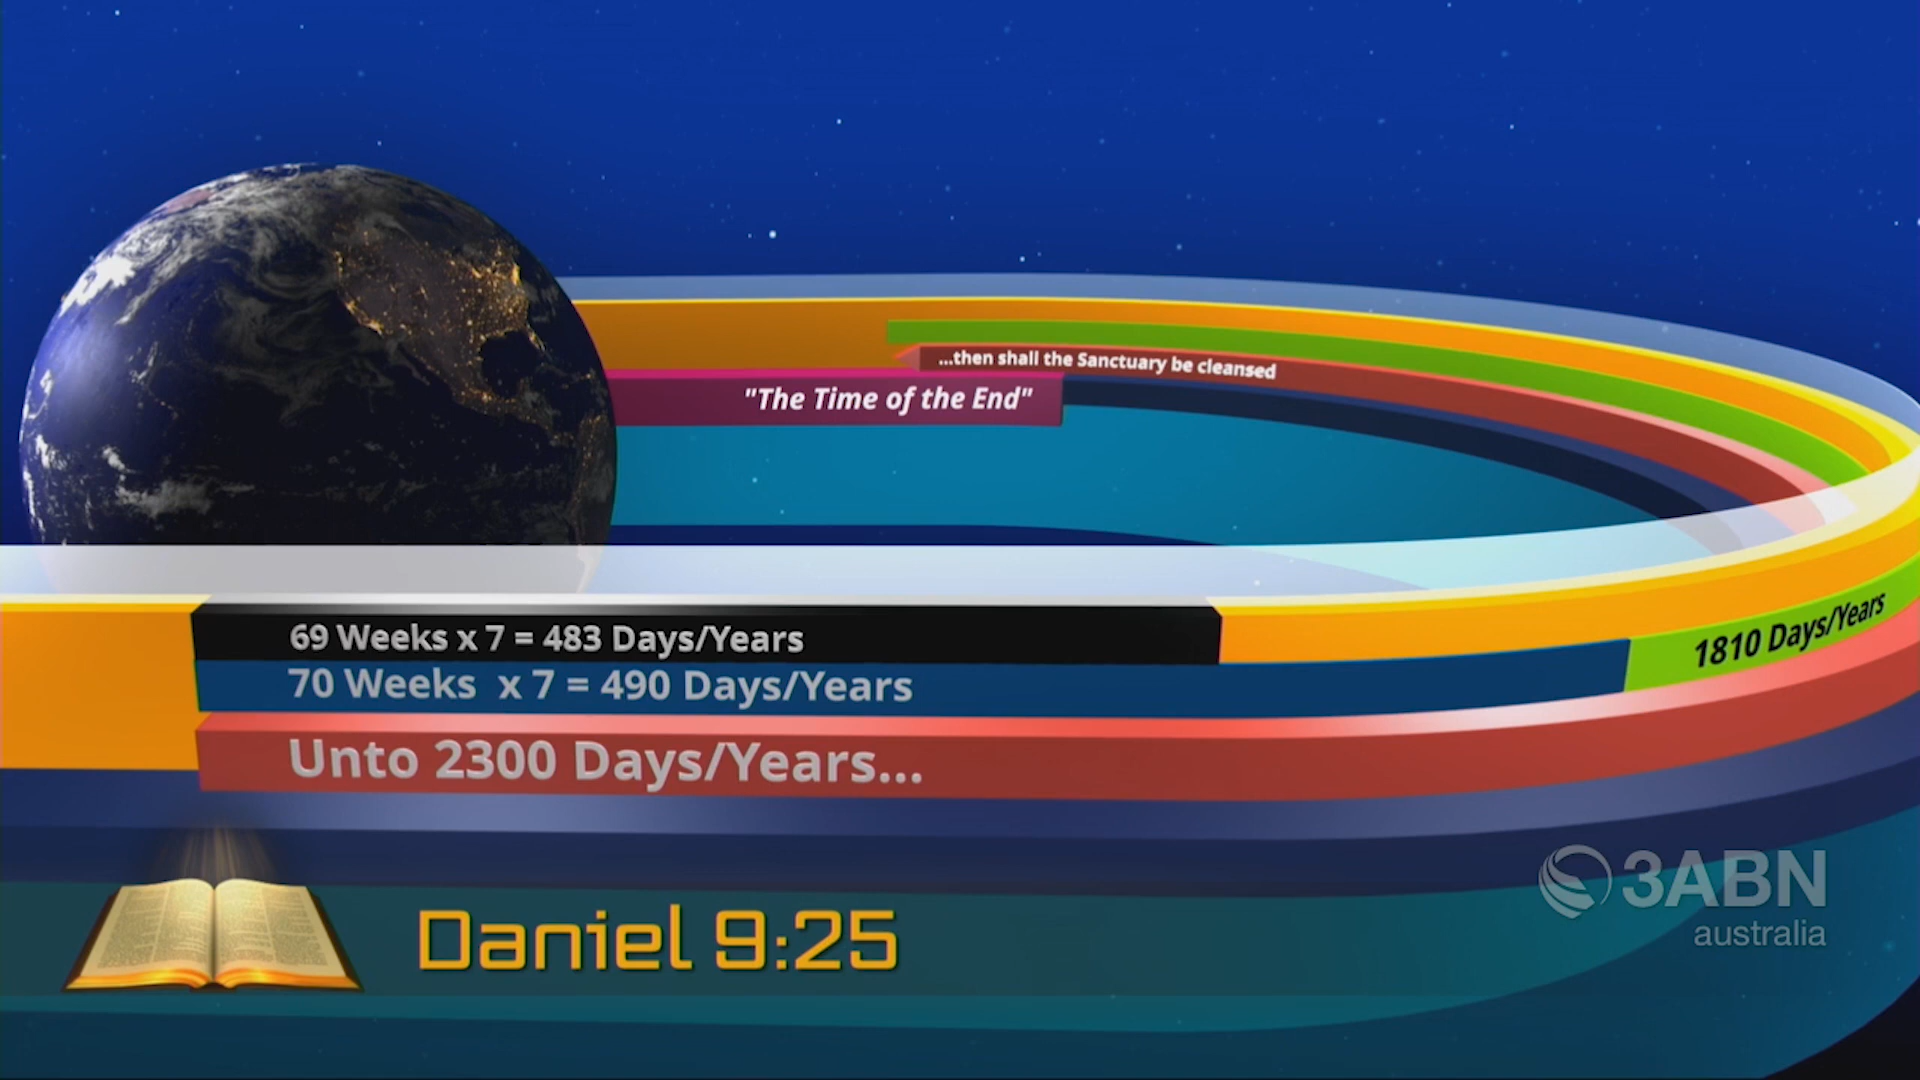 ...then shall the Sanctuary be cleansed
"The Time of the End"
69 Weeks x 7 = 483 Days/Years
1810 Days/Years
70 Weeks x 7 = 490 Days/Years
Unto 2300 Days/Years...
Daniel 9:25
3ABN
australia